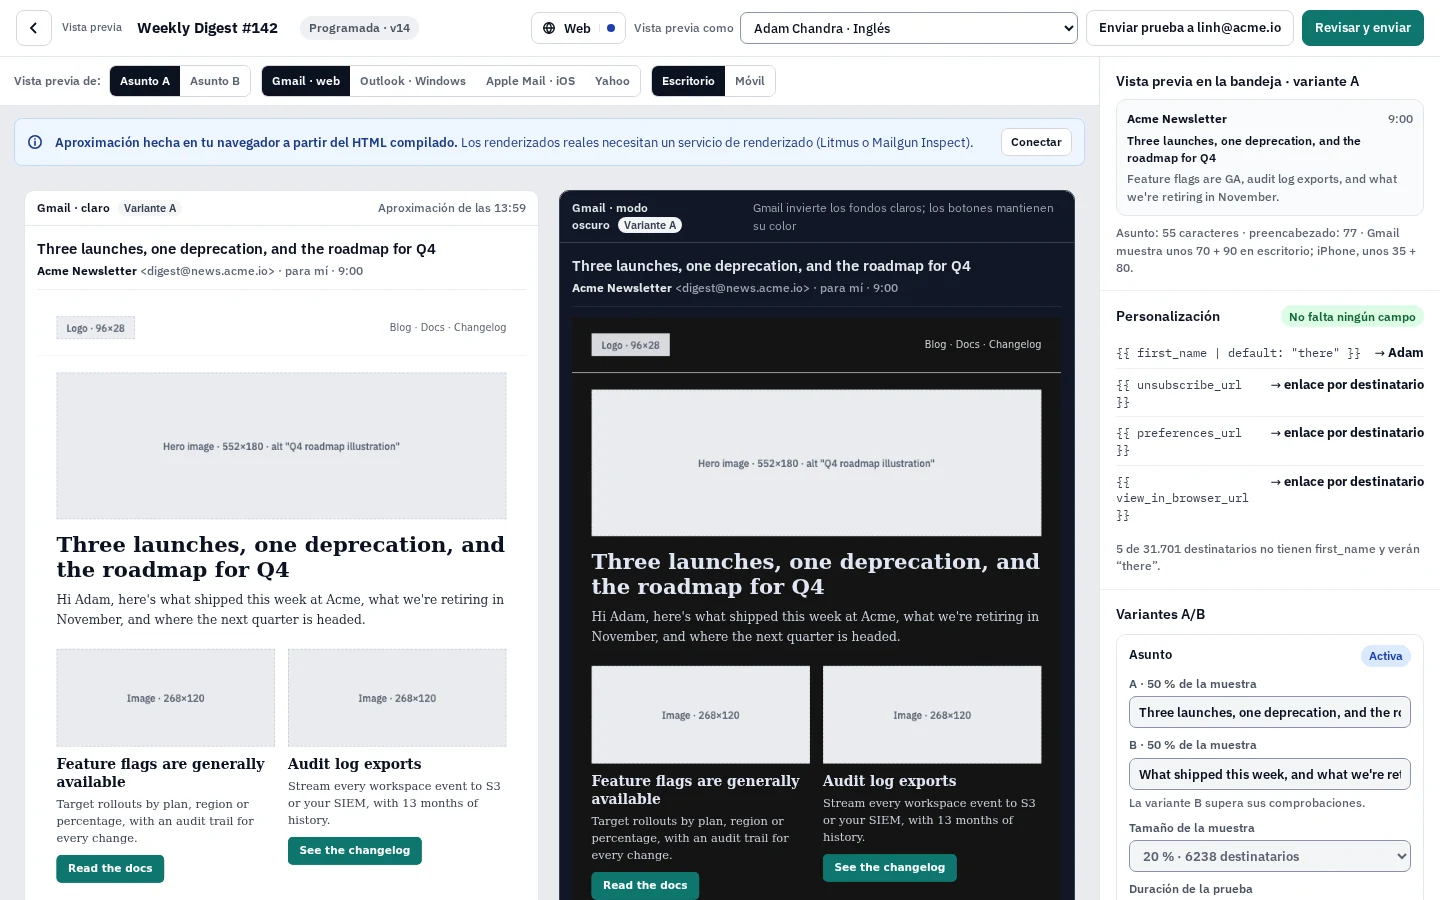 Vista previa
Weekly Digest #142
Programada · v14
Web
Vista previa como
Adam Chandra · Inglés
Enviar prueba a linh@acme.io
Revisar y enviar
Vista previa de:
Asunto A
Asunto B
Gmail · web
Outlook · Windows
Apple Mail · iOS
Yahoo
Escritorio
Móvil
Aproximación hecha en tu navegador a partir del HTML compilado. Los renderizados reales necesitan un servicio de renderizado (Litmus o Mailgun Inspect).
Conectar
Gmail · claro
Variante A
Aproximación de las 13:59
Three launches, one deprecation, and the roadmap for Q4
Acme Newsletter <digest@news.acme.io> · para mí · 9:00
Logo · 96×28
Blog · Docs · Changelog
Hero image · 552×180 · alt "Q4 roadmap illustration"
Three launches, one deprecation, and
the roadmap for Q4
Hi Adam, here's what shipped this week at Acme, what we're retiring in
November, and where the next quarter is headed.
Image · 268×120
Image · 268×120
Feature flags are generally
available
Target rollouts by plan, region or
percentage, with an audit trail for
every change.
Read the docs
Audit log exports
Stream every workspace event to S3
or your SIEM, with 13 months of
history.
See the changelog
Gmail · modo
oscuro
Variante A
Gmail invierte los fondos claros; los botones mantienen
su color
Three launches, one deprecation, and the roadmap for Q4
Acme Newsletter <digest@news.acme.io> · para mí · 9:00
Logo · 96×28
Blog · Docs · Changelog
Hero image · 552×180 · alt "Q4 roadmap illustration"
Three launches, one deprecation, and
the roadmap for Q4
Hi Adam, here's what shipped this week at Acme, what we're retiring in
November, and where the next quarter is headed.
Image · 268×120
Image · 268×120
Feature flags are generally
available
Target rollouts by plan, region or
percentage, with an audit trail for
every change.
Read the docs
Audit log exports
Stream every workspace event to S3
or your SIEM, with 13 months of
history.
See the changelog
Vista previa en la bandeja · variante A
Acme Newsletter
9:00
Three launches, one deprecation, and the
roadmap for Q4
Feature flags are GA, audit log exports, and what
we're retiring in November.
Asunto: 55 caracteres · preencabezado: 77 · Gmail
muestra unos 70 + 90 en escritorio; iPhone, unos 35 +
80.
Personalización
No falta ningún campo
{{ first_name | default: "there" }}
→ Adam
{{ unsubscribe_url
}}
→ enlace por destinatario
{{ preferences_url
}}
→ enlace por destinatario
{{
view_in_browser_url
}}
→ enlace por destinatario
5 de 31.701 destinatarios no tienen first_name y verán
“there”.
Variantes A/B
Asunto
Activa
A · 50 % de la muestra
Three launches, one deprecation, and the ro
B · 50 % de la muestra
What shipped this week, and what we're ret
La variante B supera sus comprobaciones.
Tamaño de la muestra
20 % · 6238 destinatarios
Duración de la prueba